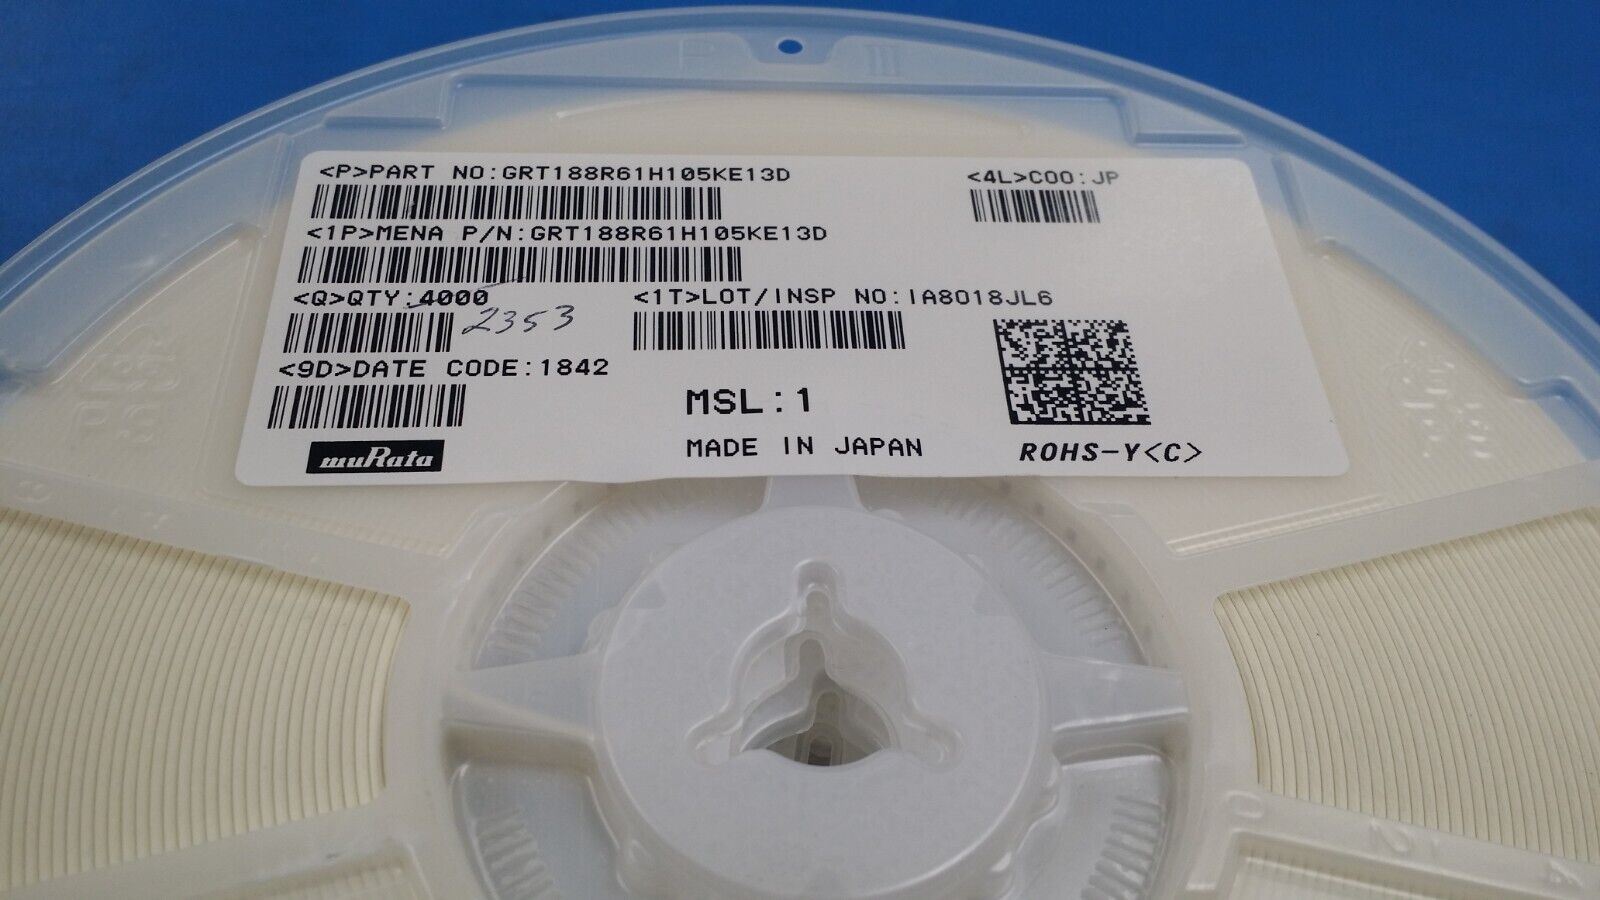 <P>PART NO:GRT188R61H105KE13D
<4L>COO:JP
<1P>MENA P/N:GRT188R61H105KE13D
<Q>QTY:4000
2353
<1T>LOT/INSP NO:IA8018JL6
<9D>DATE CODE:1842
MSL:1
muRata
MADE IN JAPAN
ROHS-Y<C>